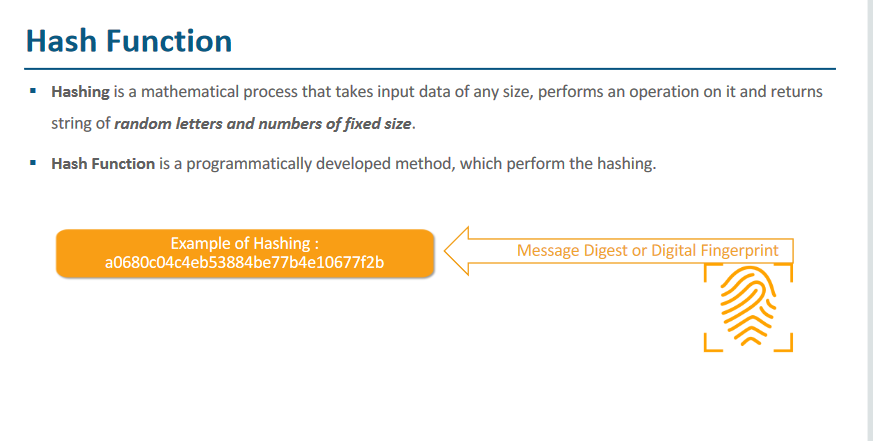 Hash Function
▪ Hashing is a mathematical process that takes input data of any size, performs an operation on it and returns
string of random letters and numbers of fixed size.
▪ Hash Function is a programmatically developed method, which perform the hashing.
Example of Hashing :
a0680c04c4eb53884be77b4e10677f2b
Message Digest or Digital Fingerprint